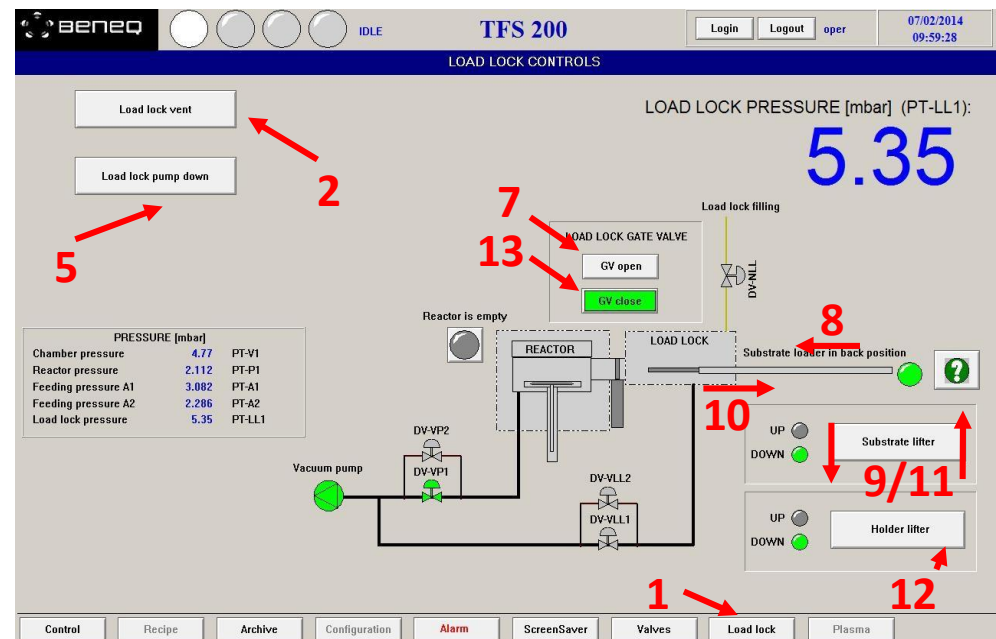 BENEQ
IDLE
TFS 200
Login
Logout
oper
07/02/2014
09:59:28
LOAD LOCK CONTROLS
Load lock vent
LOAD LOCK PRESSURE [mbar] (PT-LL1):
5.35
Load lock pump down
2
5
7
13
Load lock filling
LOAD LOCK GATE VALVE
GV open
GV close
DV-NLL
Reactor is empty
REACTOR
LOAD LOCK
8
Substrate loader in back position
?
10
PRESSURE [mbar]
Chamber pressure 4.77 PT-V1
Reactor pressure 2.112 PT-P1
Feeding pressure A1 3.082 PT-A1
Feeding pressure A2 2.286 PT-A2
Load lock pressure 5.35 PT-LL1
UP
DOWN
Substrate lifter
9/11
DV-VP2
DV-VP1
Vacuum pump
DV-VLL2
DV-VLL1
UP
DOWN
Holder lifter
12
1
Control
Recipe
Archive
Configuration
Alarm
ScreenSaver
Valves
Load lock
Plasma